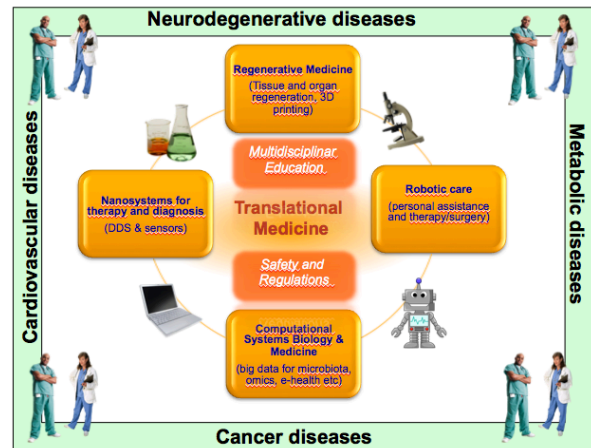 Neurodegenerative diseases
Regenerative Medicine
(Tissue and organ
regeneration, 3D
printing)
Multidisciplinar
Education
Cardiovascular diseases
Nanosystems for
therapy and diagnosis
(DDS & sensors)
Translational
Medicine
Robotic care
(personal assistance
and therapy/surgery)
Metabolic diseases
Safety and
Regulations
Computational
Systems Biology &
Medicine
(big data for microbiota,
omics, e-health etc)
Cancer diseases